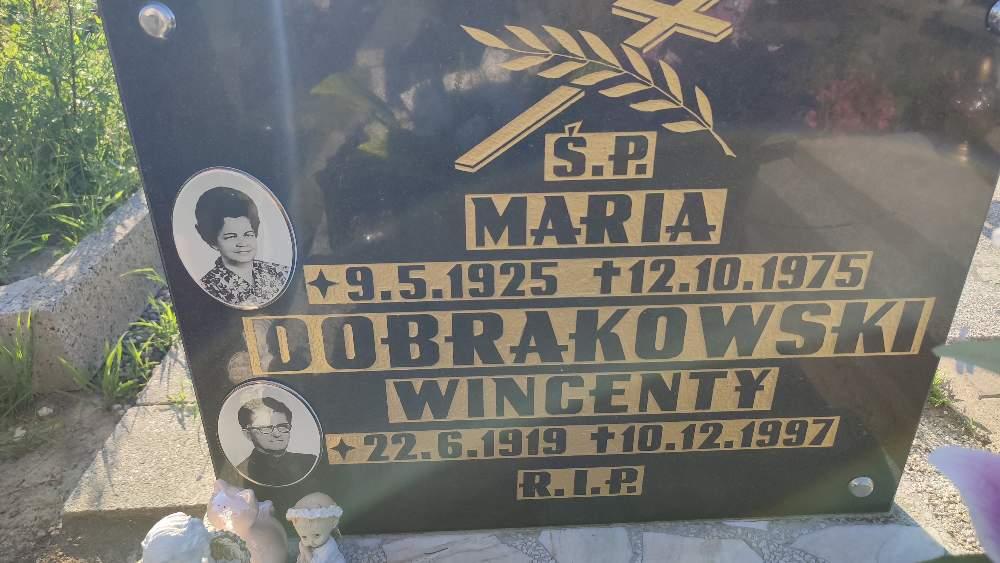 Ś.P.
MARIA
✦9.5.1925 ✝12.10.1975
DOBRAKOWSKI
WINCENTY
✦22.6.1919 ✝10.12.1997
R.I.P.